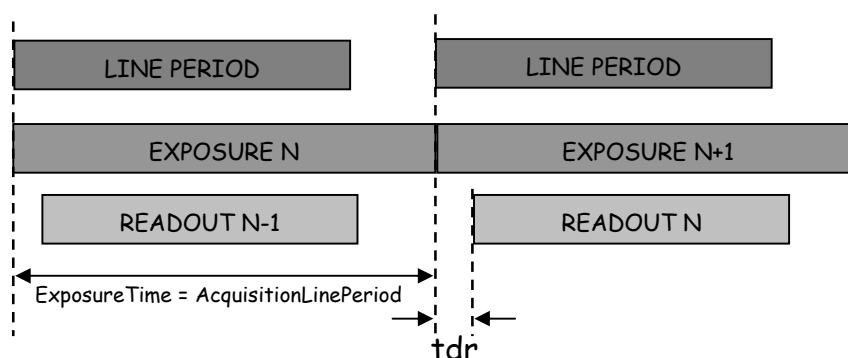 LINE PERIOD
LINE PERIOD
EXPOSURE N
EXPOSURE N+1
READOUT N-1
READOUT N
ExposureTime = AcquisitionLinePeriod
tdr